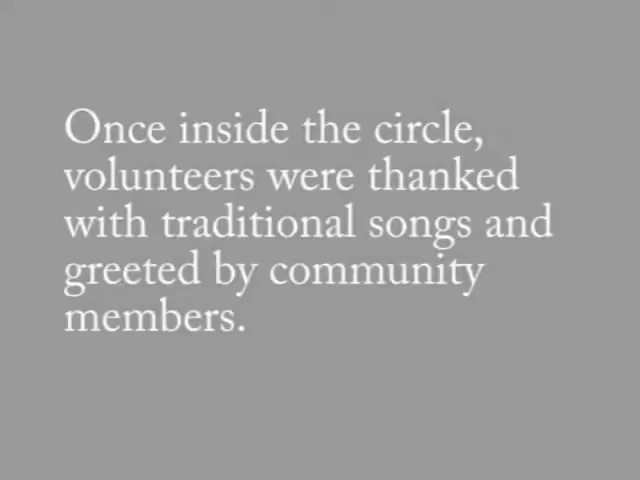 Once inside the circle,
volunteers were thanked
with traditional songs and
greeted by community
members.